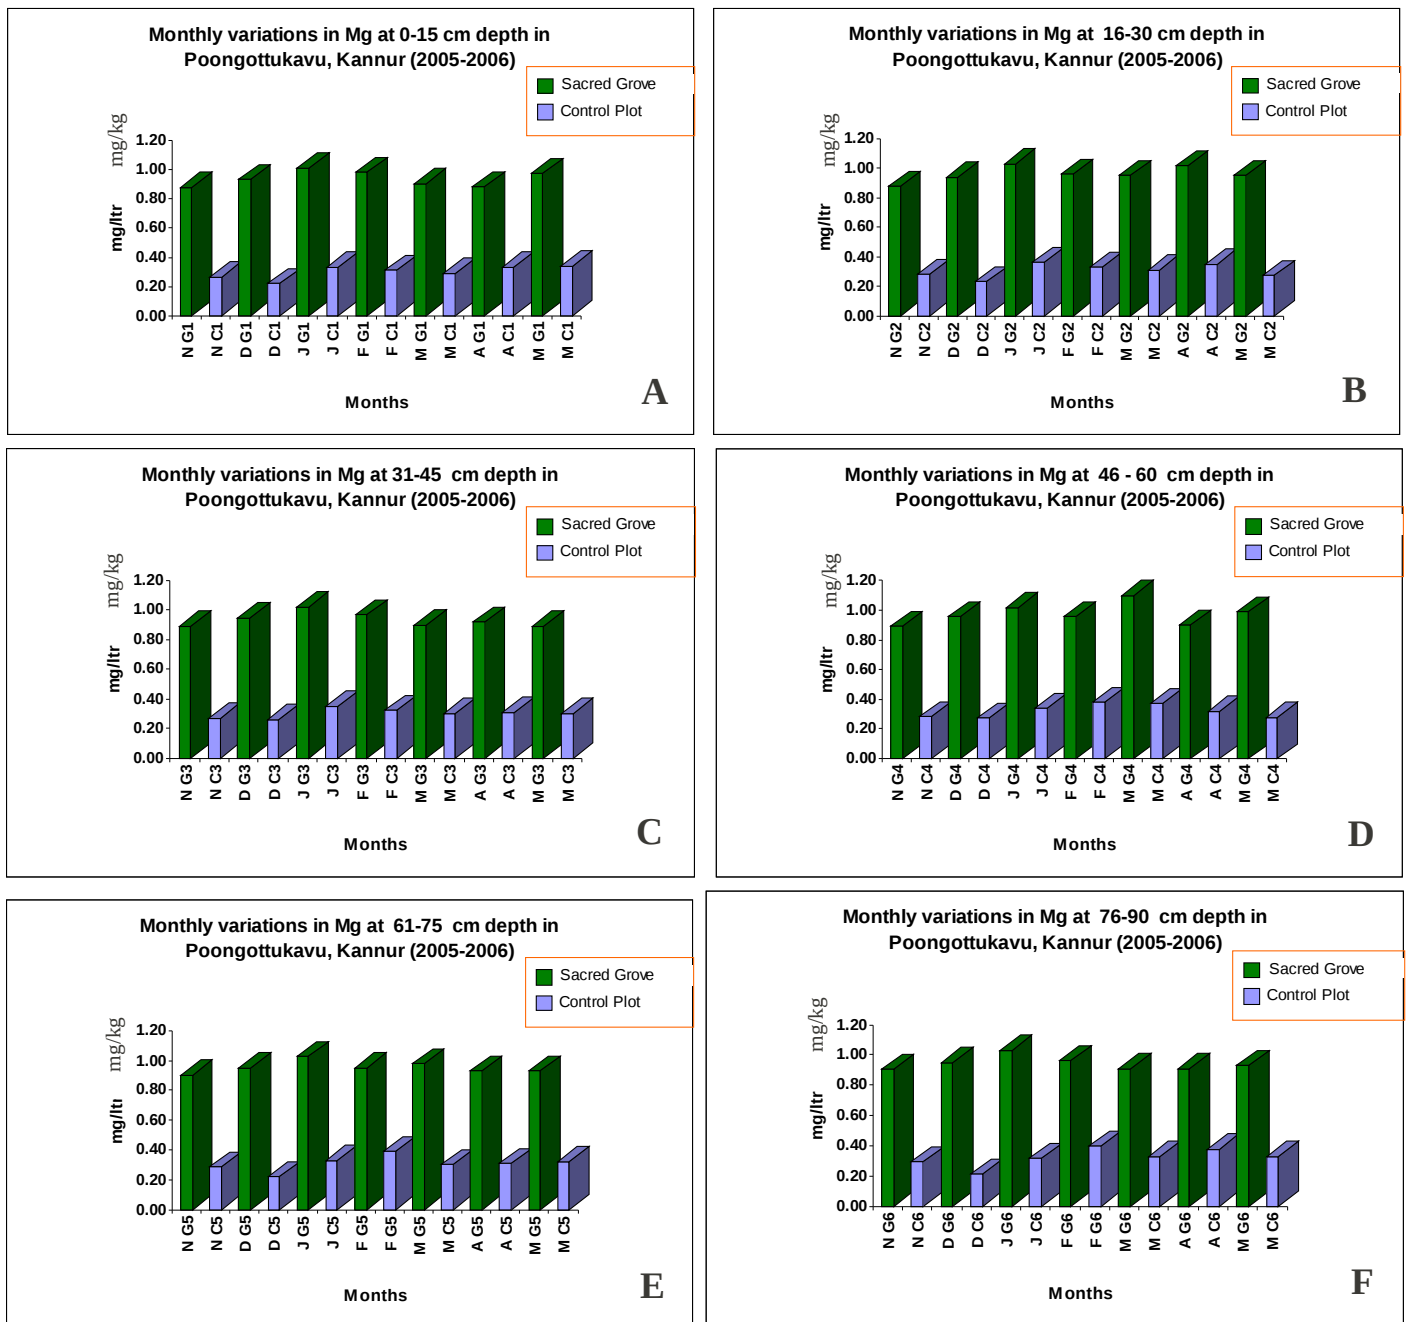 Monthly variations in Mg at 0-15 cm depth in
Poongottukavu, Kannur (2005-2006)
Sacred Grove
Control Plot
mg/kg
mg/ltr
1.20
1.00
0.80
0.60
0.40
0.20
0.00
N G1
N C1
D G1
D C1
J G1
J C1
F G1
F C1
M G1
M C1
A G1
A C1
M G1
M C1
Months
A
Monthly variations in Mg at 16-30 cm depth in
Poongottukavu, Kannur (2005-2006)
Sacred Grove
Control Plot
mg/kg
mg/ltr
1.20
1.00
0.80
0.60
0.40
0.20
0.00
N G2
N C2
D G2
D C2
J G2
J C2
F G2
F C2
M G2
M C2
A G2
A C2
M G2
M C2
Months
B
Monthly variations in Mg at 31-45 cm depth in
Poongottukavu, Kannur (2005-2006)
Sacred Grove
Control Plot
mg/kg
mg/ltr
1.20
1.00
0.80
0.60
0.40
0.20
0.00
N G3
N C3
D G3
D C3
J G3
J C3
F G3
F C3
M G3
M C3
A G3
A C3
M G3
M C3
Months
C
Monthly variations in Mg at 46 - 60 cm depth in
Poongottukavu, Kannur (2005-2006)
Sacred Grove
Control Plot
mg/kg
mg/ltr
1.20
1.00
0.80
0.60
0.40
0.20
0.00
N G4
N C4
D G4
D C4
J G4
J C4
F G4
F C4
M G4
M C4
A G4
A C4
M G4
M C4
Months
D
Monthly variations in Mg at 61-75 cm depth in
Poongottukavu, Kannur (2005-2006)
Sacred Grove
Control Plot
mg/kg
mg/ltr
1.20
1.00
0.80
0.60
0.40
0.20
0.00
N G5
N C5
D G5
D C5
J G5
J C5
F G5
F G5
M G5
M C5
A G5
A C5
M G5
M C5
Months
E
Monthly variations in Mg at 76-90 cm depth in
Poongottukavu, Kannur (2005-2006)
Sacred Grove
Control Plot
mg/kg
mg/ltr
1.20
1.00
0.80
0.60
0.40
0.20
0.00
N G6
N C6
D G6
D C6
J G6
J C6
F G6
F G6
M G6
M C6
A G6
A C6
M G6
M C6
Months
F